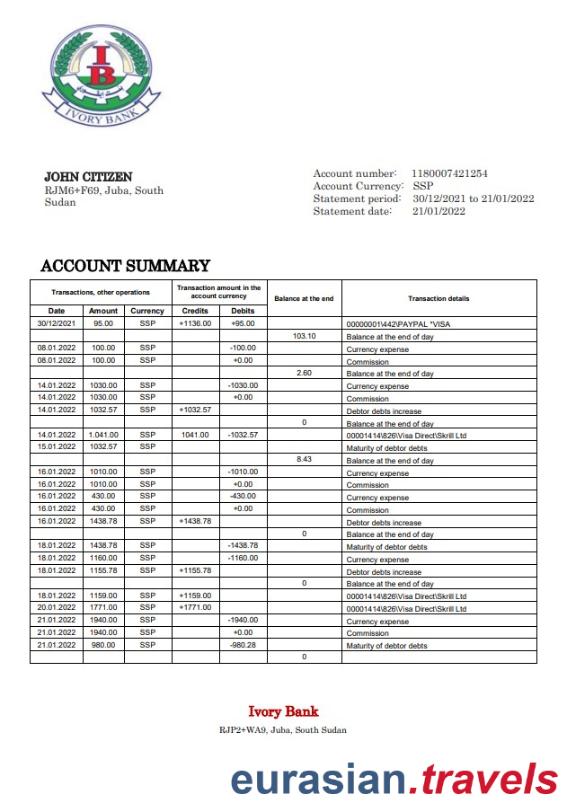 I
B
IVORY BANK
JOHN CITIZEN
RJM6+F69, Juba, South
Sudan
Account number: 1180007421254
Account Currency: SSP
Statement period: 30/12/2021 to 21/01/2022
Statement date: 21/01/2022
ACCOUNT SUMMARY
Transactions, other operations Transaction amount in the account currency Balance at the end Transaction details
Date Amount Currency Credits Debits
30/12/2021 95.00 SSP +1136.00 +95.00 00000001\442\PAYPAL *VISA
103.10 Balance at the end of day
08.01.2022 100.00 SSP -100.00 Currency expense
08.01.2022 100.00 SSP +0.00 Commission
2.60 Balance at the end of day
14.01.2022 1030.00 SSP -1030.00 Currency expense
14.01.2022 1030.00 SSP +0.00 Commission
14.01.2022 1032.57 SSP +1032.57 Debtor debts increase
0 Balance at the end of day
14.01.2022 1.041.00 SSP 1041.00 -1032.57 00001414\826\Visa Direct\Skrill Ltd
15.01.2022 1032.57 SSP Maturity of debtor debts
8.43 Balance at the end of day
16.01.2022 1010.00 SSP -1010.00 Currency expense
16.01.2022 1010.00 SSP +0.00 Commission
16.01.2022 430.00 SSP -430.00 Currency expense
16.01.2022 430.00 SSP +0.00 Commission
16.01.2022 1438.78 SSP +1438.78 Debtor debts increase
0 Balance at the end of day
18.01.2022 1438.78 SSP -1438.78 Maturity of debtor debts
18.01.2022 1160.00 SSP -1160.00 Currency expense
18.01.2022 1155.78 SSP +1155.78 Debtor debts increase
0 Balance at the end of day
18.01.2022 1159.00 SSP +1159.00 00001414\826\Visa Direct\Skrill Ltd
20.01.2022 1771.00 SSP +1771.00 00001414\826\Visa Direct\Skrill Ltd
21.01.2022 1940.00 SSP -1940.00 Currency expense
21.01.2022 1940.00 SSP +0.00 Commission
21.01.2022 980.00 SSP -980.28 Maturity of debtor debts
0
Ivory Bank
RJP2+WA9, Juba, South Sudan
eurasian.travels